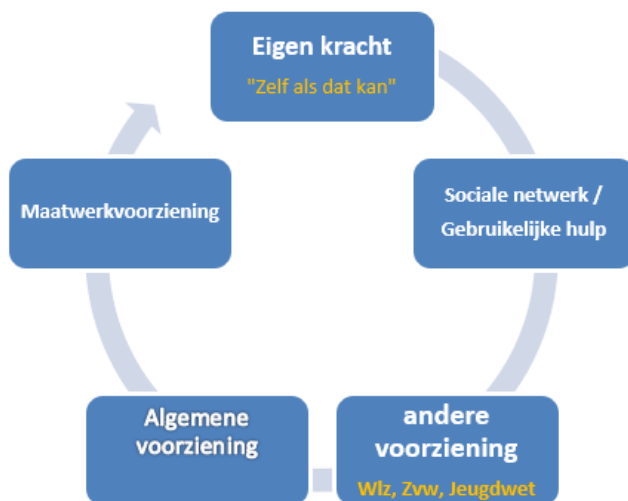 Eigen kracht
"Zelf als dat kan"
Sociale netwerk /
Gebruikelijke hulp
andere
voorziening
Wlz, Zvw, Jeugdwet
Algemene
voorziening
Maatwerkvoorziening